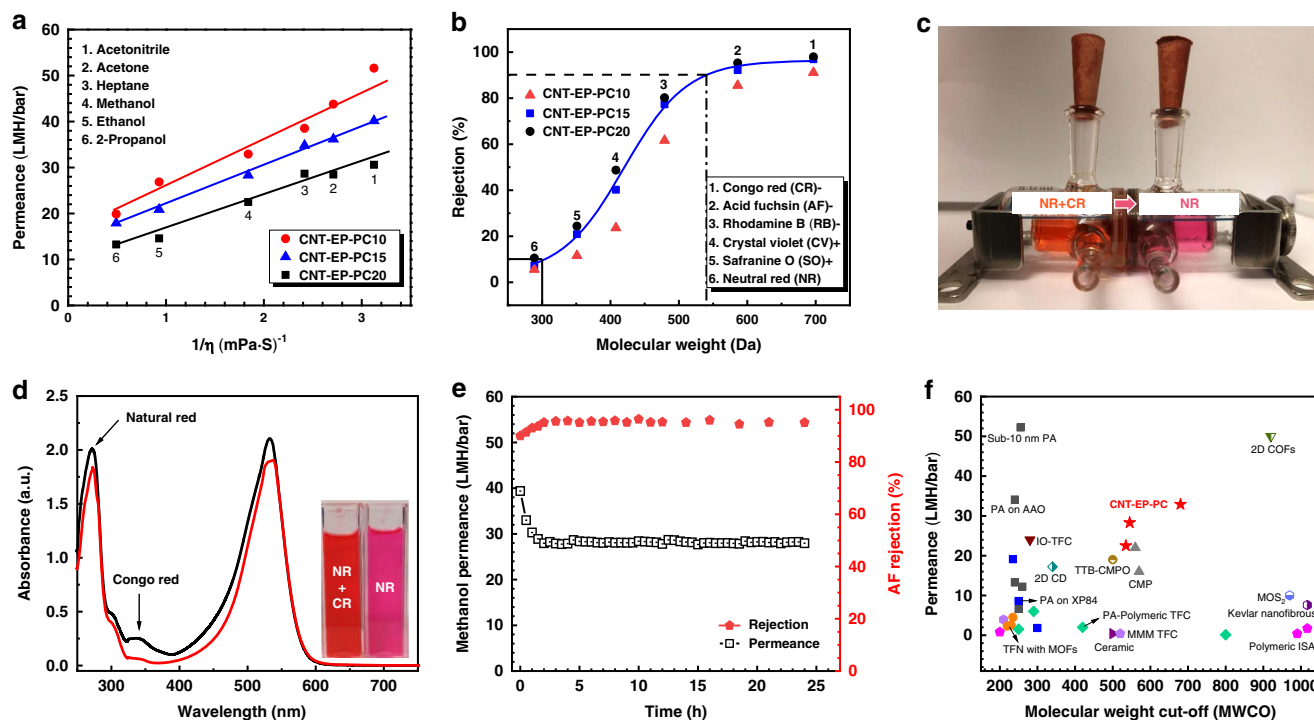 a
60
50
40
30
20
10
0
Permeance (LMH/bar)
1. Acetonitrile
2. Acetone
3. Heptane
4. Methanol
5. Ethanol
6. 2-Propanol
6
5
4
3
2
1
CNT-EP-PC10
CNT-EP-PC15
CNT-EP-PC20
0
1
2
3
1/η (mPa·S)⁻¹
b
100
80
60
40
20
0
Rejection (%)
CNT-EP-PC10
CNT-EP-PC15
CNT-EP-PC20
6
5
4
3
2
1
1. Congo red (CR)-
2. Acid fuchsin (AF)-
3. Rhodamine B (RB)-
4. Crystal violet (CV)+
5. Safranine O (SO)+
6. Neutral red (NR)
300
400
500
600
700
Molecular weight (Da)
c
NR+CR
NR
d
2.5
2.0
1.5
1.0
0.5
0.0
Absorbance (a.u.)
Natural red
Congo red
NR
+
CR
NR
300
400
500
600
700
Wavelength (nm)
e
60
50
40
30
20
10
0
Methanol permeance (LMH/bar)
100
80
60
40
20
0
AF rejection (%)
Rejection
Permeance
0
5
10
15
20
25
Time (h)
f
60
50
40
30
20
10
0
Permeance (LMH/bar)
Sub-10 nm PA
2D COFs
PA on AAO
CNT-EP-PC
IO-TFC
2D CD
TTB-CMPO
CMP
PA on XP84
MOS₂
Kevlar nanofibrous
PA-Polymeric TFC
TFN with MOFs
Ceramic
MMM TFC
Polymeric ISA
200
300
400
500
600
700
800
900
1000
Molecular weight cut-off (MWCO)